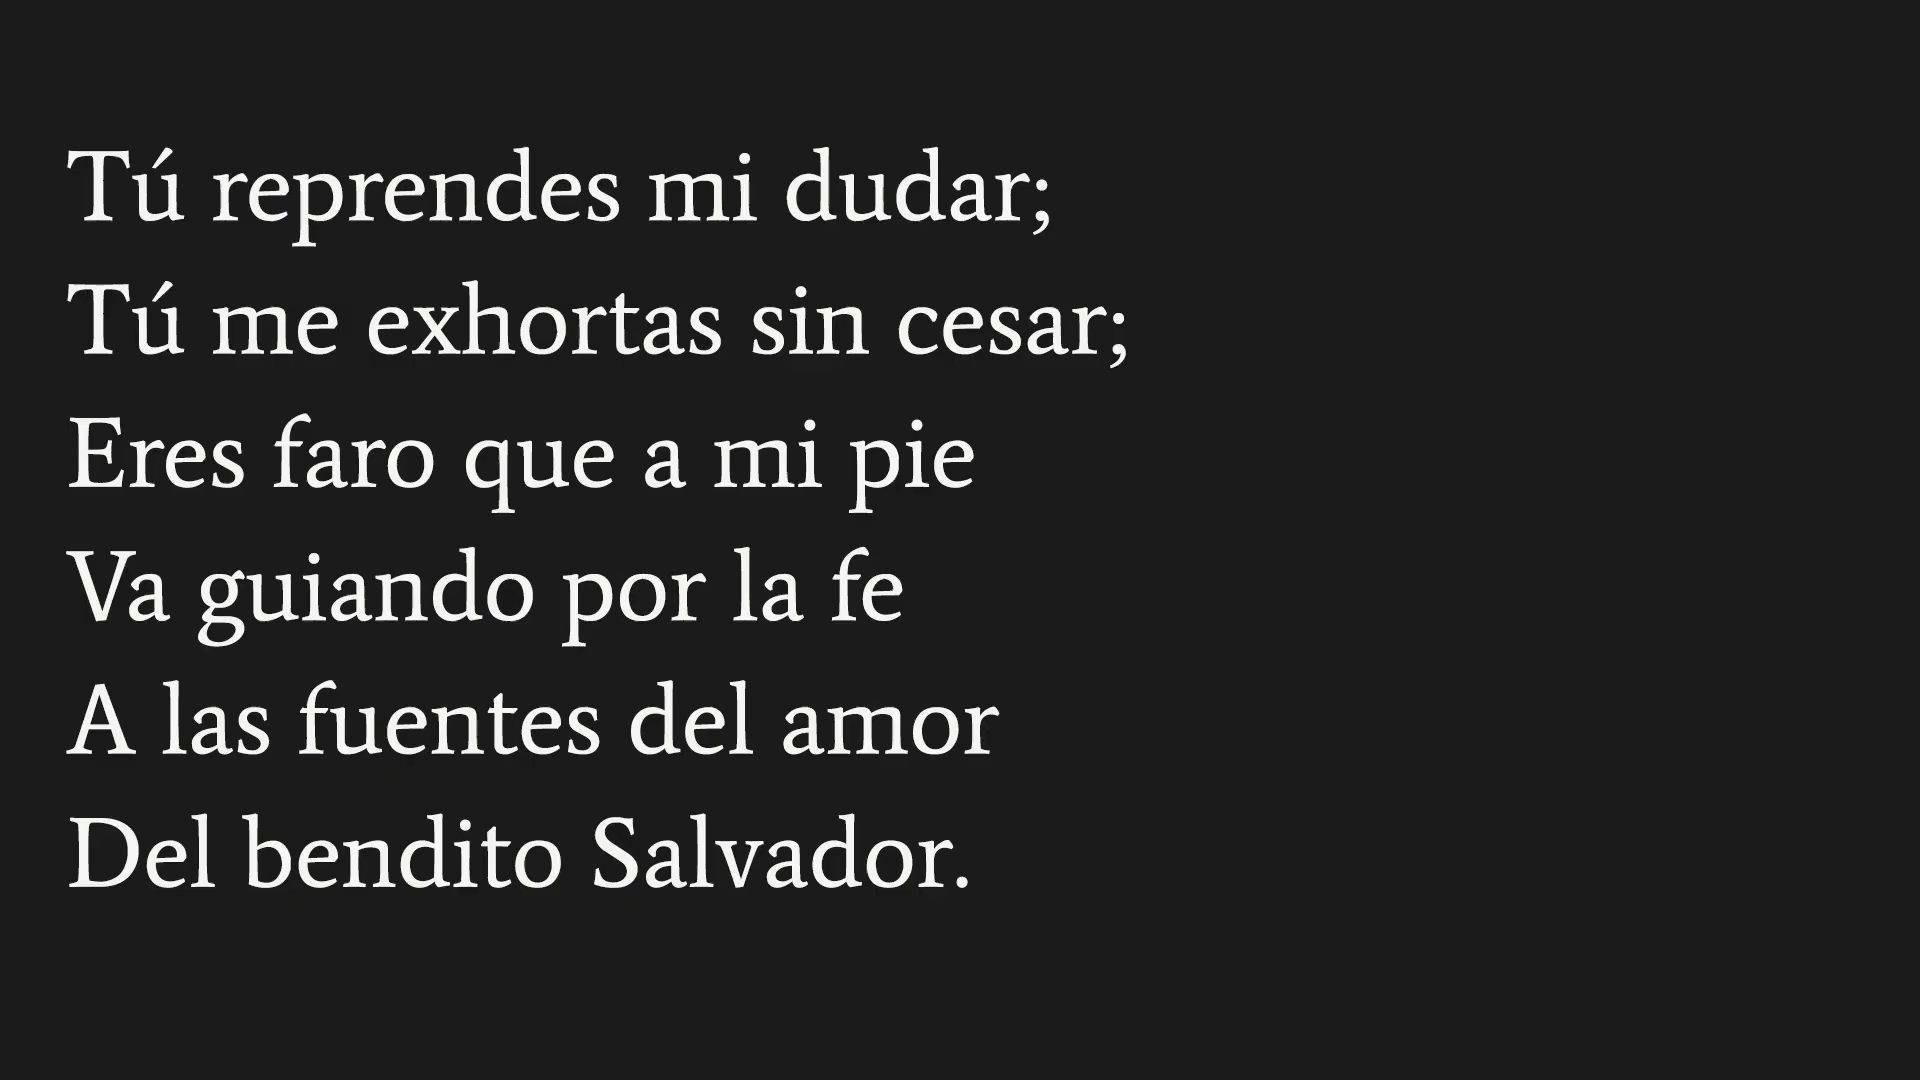 Tú reprendes mi dudar;
Tú me exhortas sin cesar;
Eres faro que a mi pie
Va guiando por la fe
A las fuentes del amor
Del bendito Salvador.